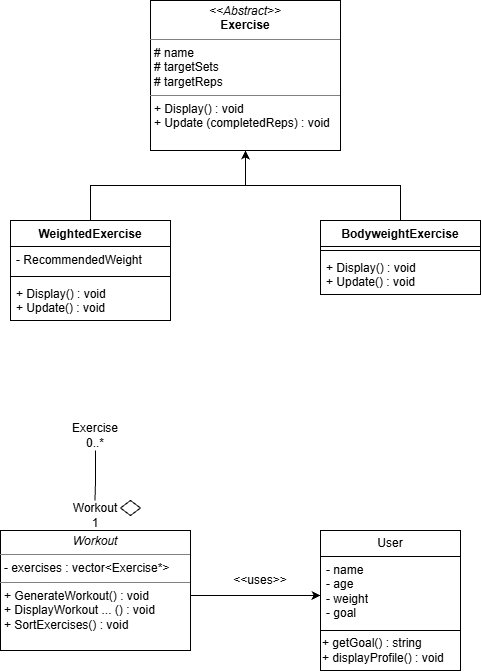 <<Abstract>>
Exercise
# name
# targetSets
# targetReps
+ Display() : void
+ Update (completedReps) : void
WeightedExercise
- RecommendedWeight
+ Display() : void
+ Update() : void
BodyweightExercise
+ Display() : void
+ Update() : void
Exercise
0..*
Workout
1
Workout
- exercises : vector<Exercise*>
+ GenerateWorkout() : void
+ DisplayWorkout ... () : void
+ SortExercises() : void
<<uses>>
User
- name
- age
- weight
- goal
+ getGoal() : string
+ displayProfile() : void